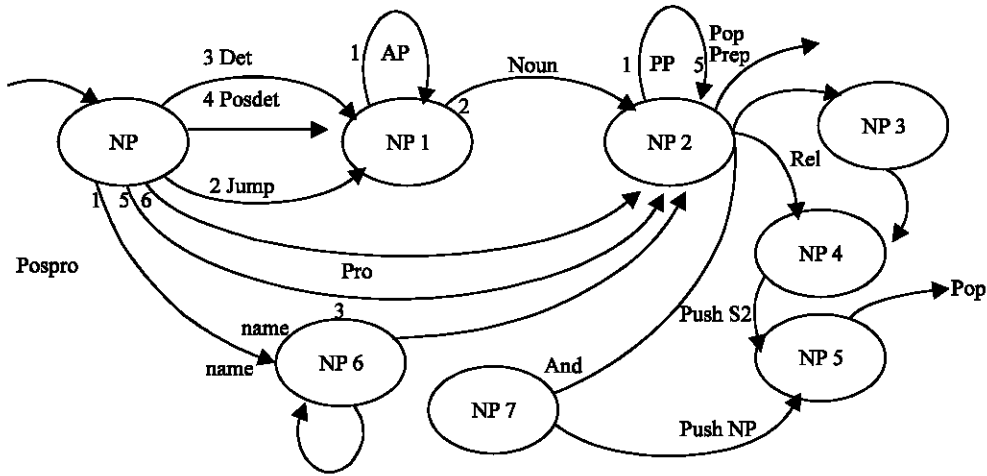 Pop
Prep
1 AP
1 PP 5
3 Det
Noun
4 Posdet
2
NP
NP 1
NP 2
NP 3
Rel
2 Jump
1 5 6
NP 4
Pospro
Pro
Pop
3
Push S2
name
NP 5
name
NP 6
And
NP 7
Push NP